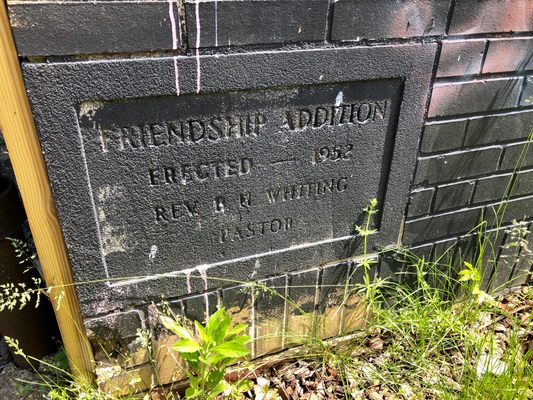 FRIENDSHIP ADDITION
ERECTED — 1952
REV. B N WHITING
PASTOR